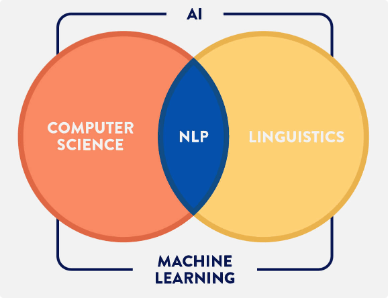 AI
COMPUTER
SCIENCE
NLP
LINGUISTICS
MACHINE
LEARNING